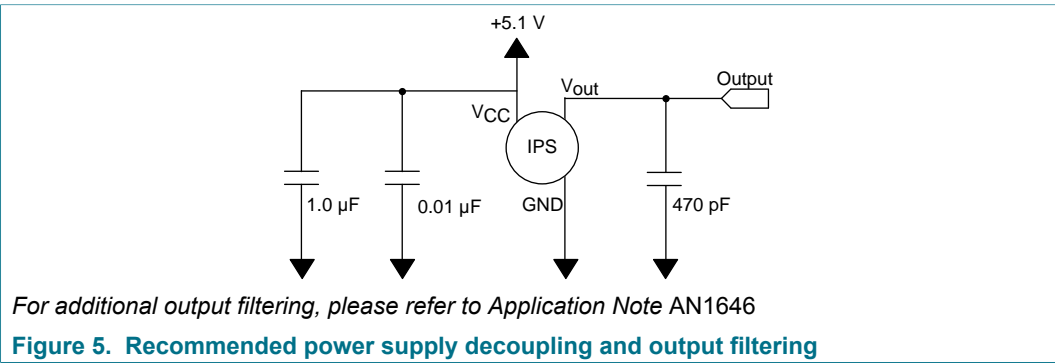 +5.1 V
Vout
Output
VCC
IPS
1.0 µF
0.01 µF
GND
470 pF
For additional output filtering, please refer to Application Note AN1646
Figure 5. Recommended power supply decoupling and output filtering